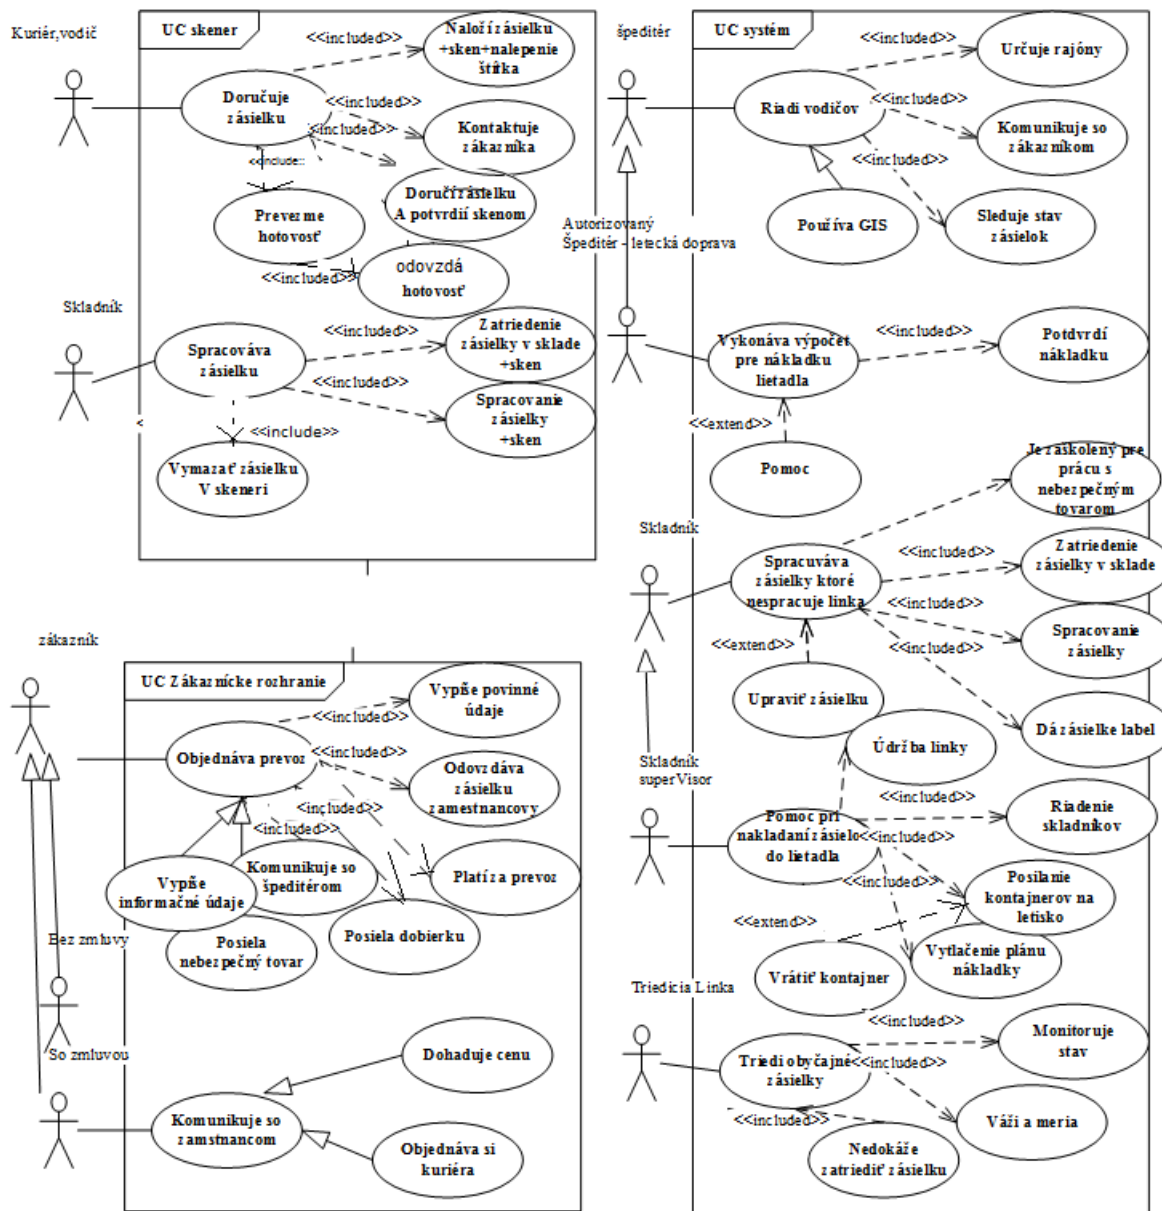 Kuriér,vodič
UC skener
<<included>>
Naloží zásielku
+sken+nalepenie
štítka
Doručuje
zásielku
<<included>>
<<included>>
Kontaktuje
zákazníka
<<include::
Doručí zásielku
A potvrdií skenom
Prevezme
hotovosť
<<included>>
odovzdá
hotovosť
Skladník
Spracováva
zásielku
<<included>>
Zatriedenie
zásielky v sklade
+sken
<<included>>
Spracovanie
zásielky
+sken
<<include>>
Vymazať zásielku
V skeneri
zákazník
UC Zákaznícke rozhranie
Vypíše povinné
údaje
<<included>>
Objednáva prevoz
<<included>>
Odovzdáva
zásielku
zamestnancovy
<<included>>
<<included>>
Komunikuje so
špeditérom
Platí za prevoz
Vypíše
informačné údaje
Posiela dobierku
Bez zmluvy
Posiela
nebezpečný tovar
So zmluvou
Dohaduje cenu
Komunikuje so
zamstnancom
Objednáva si
kuriéra
špeditér
UC systém
<<included>>
Určuje rajóny
Riadi vodičov
<<included>>
Komunikuje so
zákazníkom
<<included>>
Používa GIS
Sleduje stav
zásielok
Autorizovaný
Špeditér - letecká doprava
Vykonáva výpočet
pre nákladku
lietadla
<<included>>
Potdvrdí
nákladku
<<extend>>
Pomoc
Je zaškolený pre
prácu s
nebezpečným
tovarom
Skladník
Spracuváva
zásielky ktoré
nespracuje linka
<<included>>
Zatriedenie
zásielky v sklade
<<included>>
Spracovanie
zásielky
<<extend>>
<<included>>
Upraviť zásielku
Dá zásielke label
Údržba linky
Skladník
superVisor
Pomoc pri
nakladaní zásielo
do lietadla
<<included>>
Riadenie
skladníkov
<<included>>
<<included>>
Posilanie
kontajnerov na
letisko
<<extend>>
Vytlačenie plánu
nákladky
Vrátiť kontajner
Triedicia Linka
<<included>>
Monitoruje
stav
Triedi obyčajné
zásielky
<<included>>
Váži a meria
<<included>>
Nedokáže
zatriediť zásielku